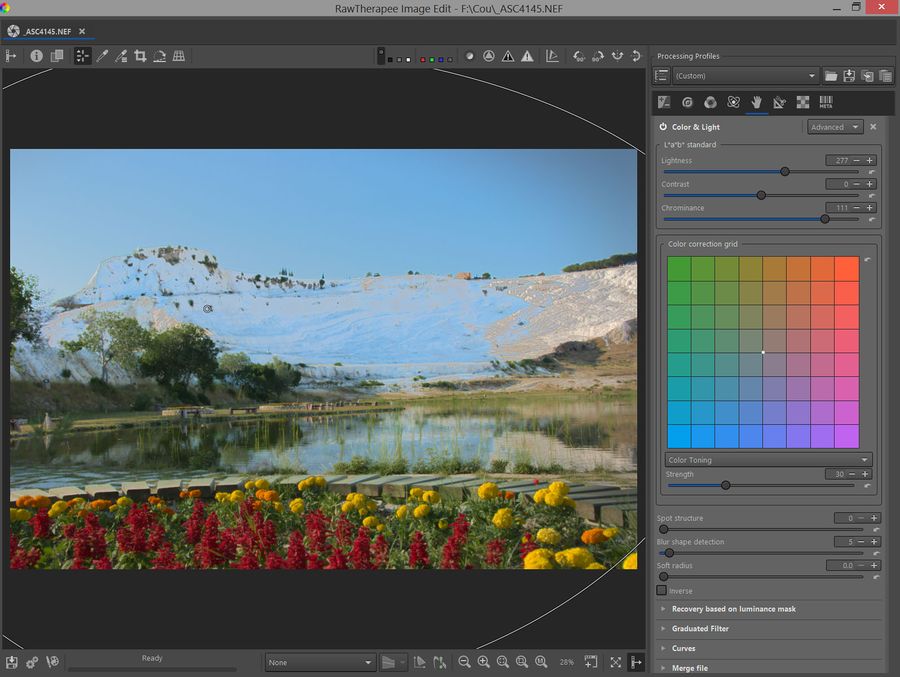 RawTherapee Image Edit - F:\Cou\_ASC4145.NEF
_ASC4145.NEF
Processing Profiles
(Custom)
META
Color & Light
Advanced
L*a*b* standard
Lightness
277
Contrast
0
Chrominance
111
Color correction grid
Color Toning
Strength
30
Spot structure
0
Blur shape detection
5
Soft radius
0.0
Inverse
Recovery based on luminance mask
Graduated Filter
Curves
Merge file
Ready
None
28%